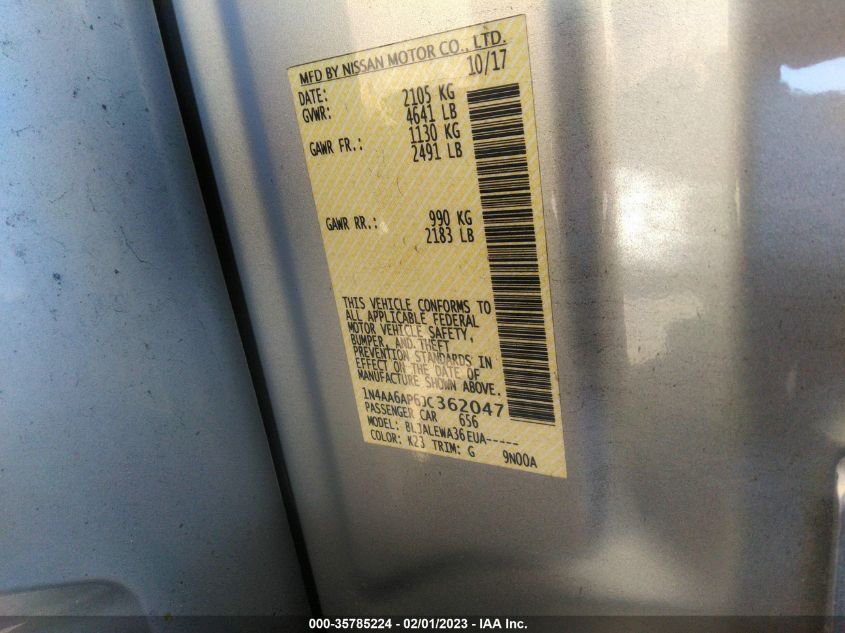 MFD BY NISSAN MOTOR CO., LTD.
DATE: 10/17
GVWR: 2105 KG
4641 LB
GAWR FR.: 1130 KG
2491 LB
GAWR RR.: 990 KG
2183 LB
THIS VEHICLE CONFORMS TO
ALL APPLICABLE FEDERAL
MOTOR VEHICLE SAFETY,
BUMPER, AND THEFT
PREVENTION STANDARDS IN
EFFECT ON THE DATE OF
MANUFACTURE SHOWN ABOVE.
1N4AA6AP6JC362047
PASSENGER CAR 656
MODEL: BLJALEWA36EUA-----
COLOR: K23 TRIM: G 9N00A
000-35785224 - 02/01/2023 - IAA Inc.